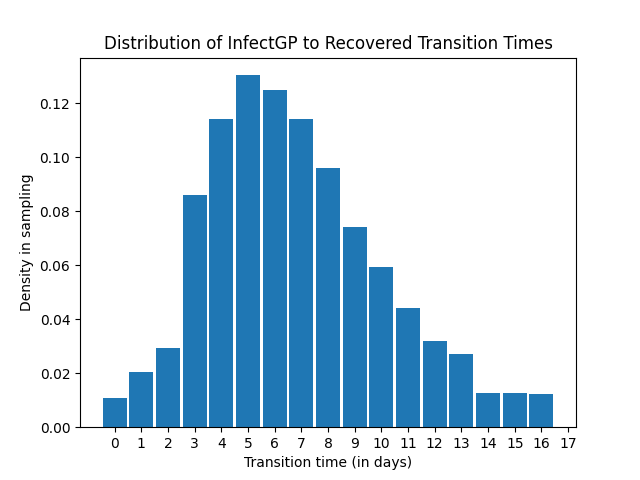 Distribution of InfectGP to Recovered Transition Times
Density in sampling
0.12
0.10
0.08
0.06
0.04
0.02
0.00
0 1 2 3 4 5 6 7 8 9 10 11 12 13 14 15 16 17
Transition time (in days)